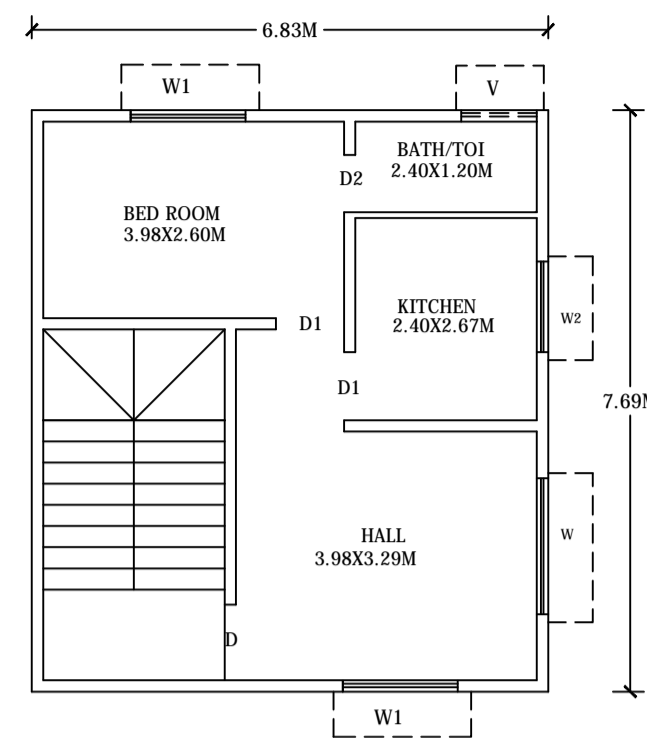 6.83M
W1
V
BATH/TOI
2.40X1.20M
D2
BED ROOM
3.98X2.60M
KITCHEN
2.40X2.67M
W2
D1
D1
7.69M
HALL
3.98X3.29M
W
D
W1